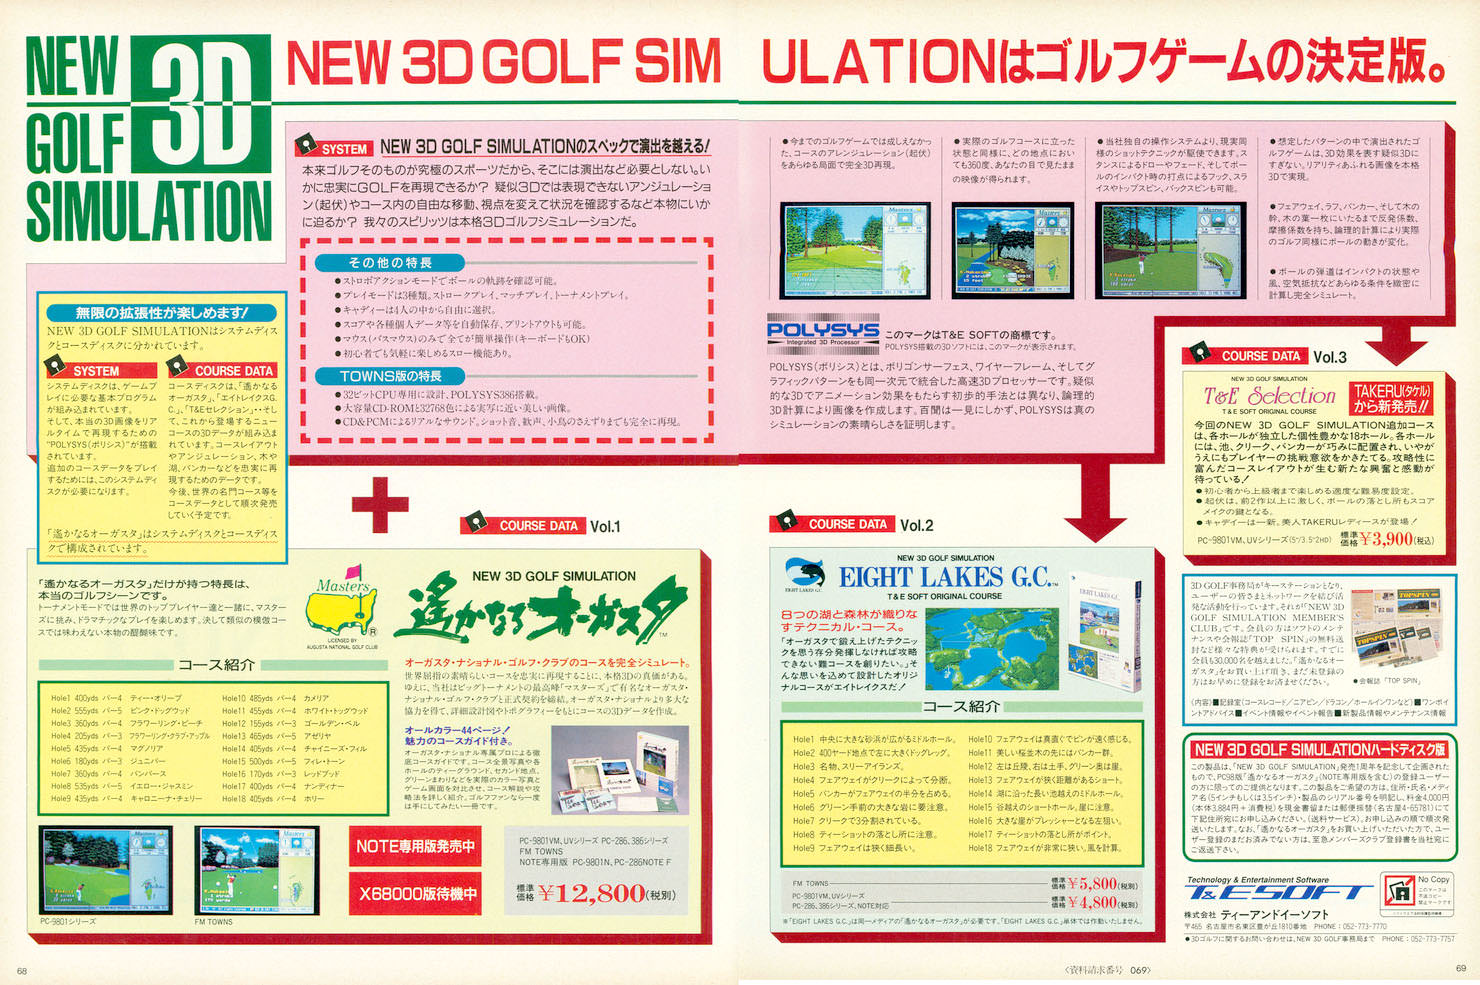 NEW
3D
GOLF
SIMULATION
NEW 3D GOLF SIMULATIONはゴルフゲームの決定版。
SYSTEM
NEW 3D GOLF SIMULATIONのスペックで演出を越える!
本来ゴルフそのものが究極のスポーツだから、そこには演出など必要としない。い
かに忠実にGOLFを再現できるか? 疑似3Dでは表現できないアンジュレーショ
ン(起伏)やコース内の自由な移動、視点を変えて状況を確認するなど本物にいか
に迫るか? 我々のスピリッツは本格3Dゴルフシミュレーションだ。
その他の特長
●ストロボアクションモードでボールの軌跡を確認可能。
●プレイモードは3種類。ストロークプレイ、マッチプレイ、トーナメントプレイ。
●キャディーは4人の中から自由に選択。
●スコアや各種個人データ等を自動保存、プリントアウトも可能。
●マウス(バスマウス)のみで全てが簡単操作(キーボードもOK)
●初心者でも気軽に楽しめるスロー機能あり。
TOWNS版の特長
●32ビットCPU専用に設計、POLYSYS386搭載。
●大容量CD-ROMと32768色による実写に近い美しい画像。
●CD&PCMによるリアルなサウンド。ショット音、歓声、小鳥のさえずりまでも完全に再現。
●今までのゴルフゲームでは成しえなかっ
た、コースのアレンジュレーション(起伏)
をあらゆる局面で完全3D再現。
●実際のゴルフコースに立った
状態と同様に、どの地点におい
ても360度、あなたの目で見たまま
の映像が得られます。
●当社独自の操作システムより、現実同
様のショットテクニックが駆使できます。ス
タンスによるドローやフェード、そしてボー
ルのインパクト時の打点によるフック、スラ
イスやトップスピン、バックスピンも可能。
●想定したパターンの中で演出されたゴ
ルフゲームは、3D効果を表す疑似3Dに
すぎない。リアリティあふれる画像を本格
3Dで実現。
●フェアウェイ、ラフ、バンカー、そして木の
幹、木の葉一枚にいたるまで反発係数、
摩擦係数を持ち、論理的計算により実際
のゴルフ同様にボールの動きが変化。
●ボールの弾道はインパクトの状態や
風、空気抵抗などあらゆる条件を緻密に
計算し完全シミュレート。
POLYSYS
Integrated 3D Processor
このマークはT&E SOFTの商標です。
POLYSYS搭載の3Dソフトには、このマークが表示されます。
POLYSYS(ポリシス)とは、ポリゴンサーフェス、ワイヤーフレーム、そしてグ
ラフィックパターンをも同一次元で統合した高速3Dプロセッサーです。疑似
的な3Dでアニメーション効果をもたらす初歩的手法とは異なり、論理的
3D計算により画像を作成します。百聞は一見にしかず、POLYSYSは真の
シミュレーションの素晴らしさを証明します。
無限の拡張性が楽しめます!
NEW 3D GOLF SIMULATIONはシステムディス
クとコースディスクに分かれています。
SYSTEM
システムディスクは、ゲームプ
レイに必要な基本プログラム
が組み込まれています。
そして、本当の3D画像をリア
ルタイムで再現するための
"POLYSYS(ポリシス)"が搭載
されています。
追加のコースデータをプレイ
するためには、このシステムディ
スクが必要になります。
COURSE DATA
コースディスクは、「遙かなる
オーガスタ」、「エイトレイクスG.
C.」、「T&Eセレクション」・・そし
て、これから登場するニュー
コースの3Dデータが組み込ま
れています。コースレイアウト
やアンジュレーション、木や
湖、バンカーなどを忠実に再
現するためのデータです。
今後、世界の名門コース等を
コースデータとして順次発売
していく予定です。
「遙かなるオーガスタ」はシステムディスクとコースディス
クで構成されています。
COURSE DATA Vol.1
「遙かなるオーガスタ」だけが持つ特長は、
本当のゴルフシーンです。
トーナメントモードでは世界のトッププレイヤー達と一緒に、マスター
ズに挑み、ドラマチックなプレイを楽しめます。決して類似の模倣コー
スでは味わえない本物の醍醐味です。
Masters
®
LICENSED BY
AUGUSTA NATIONAL GOLF CLUB
NEW 3D GOLF SIMULATION
遙かなるオーガスタ
TM
オーガスタ・ナショナル・ゴルフ・クラブのコースを完全シミュレート。
世界屈指の素晴らしいコースを忠実に再現することに、本格3Dの真価がある。
ゆえに、当社はビッグトーナメントの最高峰「マスターズ」で有名なオーガスタ・
ナショナル・ゴルフ・クラブと正式契約を締結。オーガスタ・ナショナルより多大な
協力を得て、詳細設計図やトポグラフィーをもとにコースの3Dデータを作成。
コース紹介
Hole1 400yds パー4 ティー・オリーブ
Hole2 555yds パー5 ピンク・ドッグウッド
Hole3 360yds パー4 フラワーリング・ピーチ
Hole4 205yds パー3 フラワーリング・クラブ・アップル
Hole5 435yds パー4 マグノリア
Hole6 180yds パー3 ジュニパー
Hole7 360yds パー4 パンパース
Hole8 535yds パー5 イエロー・ジャスミン
Hole9 435yds パー4 キャロニーナ・チェリー
Hole10 485yds パー4 カメリア
Hole11 455yds パー4 ホワイト・ドッグウッド
Hole12 155yds パー3 ゴールデン・ベル
Hole13 465yds パー5 アゼリヤ
Hole14 405yds パー4 チャイニーズ・フィル
Hole15 500yds パー5 フィレ・トーン
Hole16 170yds パー3 レッドブッド
Hole17 400yds パー4 ナンディナー
Hole18 405yds パー4 ホリー
オールカラー44ページ!
魅力のコースガイド付き。
オーガスタ・ナショナル専属プロによる徹
底コースガイドです。コース全景写真や各
ホールのティーグラウンド、セカンド地点、
グリーンまわりなどを実際のカラー写真と
ゲーム画面を対比させ、コース解説や攻
略法を詳しく紹介。ゴルフファンなら一度
は手にしてみたい一冊です。
PC-9801シリーズ
FM TOWNS
NOTE専用版発売中
X68000版待機中
PC-9801VM、UVシリーズ PC-286、386シリーズ
FM TOWNS
NOTE専用版 PC-9801N、PC-286NOTE F
標準価格 ¥12,800(税別)
COURSE DATA Vol.2
EIGHT LAKES G.C.
NEW 3D GOLF SIMULATION
EIGHT LAKES G.C.™
T&E SOFT ORIGINAL COURSE
8つの湖と森林が織りな
すテクニカル・コース。
「オーガスタで鍛え上げたテクニッ
クを思う存分発揮しなければ攻略
できない難コースを創りたい。」そ
んな思いを込めて設計したオリジ
ナルコースがエイトレイクスだ!
コース紹介
Hole1 中央に大きな砂浜が広がるミドルホール。
Hole2 400ヤード地点で左に大きくドッグレッグ。
Hole3 名物、スリーアイランズ。
Hole4 フェアウェイがクリークによって分断。
Hole5 バンカーがフェアウェイの半分を占める。
Hole6 グリーン手前の大きな岩に要注意。
Hole7 クリークで3分割されている。
Hole8 ティーショットの落とし所に注意。
Hole9 フェアウェイは狭く細長い。
Hole10 フェアウェイは真直ぐでピンが遠く感じる。
Hole11 美しい桜並木の先にはバンカー群。
Hole12 左は丘陵、右は土手、グリーン奥は崖。
Hole13 フェアウェイが狭く距離があるショート。
Hole14 湖に沿った長い池越えのミドルホール。
Hole15 谷越えのショートホール。崖に注意。
Hole16 大きな崖がプレッシャーとなる左狙い。
Hole17 ティーショットの落とし所がポイント。
Hole18 フェアウェイが非常に狭い。風を計算。
FM TOWNS 標準価格 ¥5,800(税別)
PC-9801VM、UVシリーズ
PC-286、386シリーズ、NOTE対応 標準価格 ¥4,800(税別)
※「EIGHT LAKES G.C.」は同一メディアの「遙かなるオーガスタ」が必要です。「EIGHT LAKES G.C.」単体では作動いたしません。
COURSE DATA Vol.3
NEW 3D GOLF SIMULATION
T&E Selection
T&E SOFT ORIGINAL COURSE
TAKERU(タケル)
から新発売!!
今回のNEW 3D GOLF SIMULATION追加コース
は、各ホールが独立した個性豊かな18ホール。各ホール
には、池、クリーク、バンカーが巧みに配置され、いやが
うえにもプレイヤーの挑戦意欲をかきたてる。攻略性に
富んだコースレイアウトが生む新たな興奮と感動が
待っている!
●初心者から上級者まで楽しめる適度な難易度設定。
●起伏は、前2作以上に激しく、ボールの落とし所もスコア
メイクの鍵となる。
●キャディーは一新。美人TAKERUレディースが登場!
PC-9801VM、UVシリーズ(5"/3.5"2HD) 標準価格 ¥3,900(税込)
3D GOLF事務局がキーステーションとなり、
ユーザーの皆さまとネットワークを結び活
発な活動を行っています。それが「NEW 3D
GOLF SIMULATION MEMBER'S
CLUB」です。会員の方はソフトのメンテ
ナンスや会報誌「TOP SPIN」の無料送
付など様々な特典が受けられます。すでに
会員も30,000名を越えました。「遙かなるオー
ガスタ」をお買い上げ頂き、まだ未登録の
方はお早めに登録をお済ませください。
TOPSPIN
●会報誌「TOP SPIN」
〈内容〉■記録室(コースレコード/ニアピン/ドラコン/ホールインワンなど)■ワンポイ
ントアドバイス■イベント情報やイベント報告■新製品情報やメンテナンス情報
NEW 3D GOLF SIMULATIONハードディスク版
この製品は、「NEW 3D GOLF SIMULATION」発売1周年を記念して企画された
もので、PC98版「遙かなるオーガスタ」(NOTE専用版を含む)の登録ユーザー
の方に限ってのご提供となります。この製品をご希望の方は、住所・氏名・メディ
ア名(5インチもしくは3.5インチ)・製品のシリアル番号を明記し、料金4,000円
(本体3,884円+消費税)を現金書留または郵便振替(名古屋4-65781)にて
下記住所宛にお申し込みください。(送料サービス)。お申し込みの順で順次発
送いたします。なお、「遙かなるオーガスタ」をお買い上げいただいた方で、ユー
ザー登録のまだお済みでない方は、至急メンバーズクラブ登録書を当社宛に
ご返送下さい。
Technology & Entertainment Software
T&E SOFT
株式会社 ティーアンドイーソフト
〒465 名古屋市名東区豊が丘1810番地 PHONE:052-773-7770
●3Dゴルフに関するお問い合わせは、NEW 3D GOLF事務局まで PHONE:052-773-7757
No Copy
このマークは
不法コピー
禁止マークです
68
〈資料請求番号 069〉
69